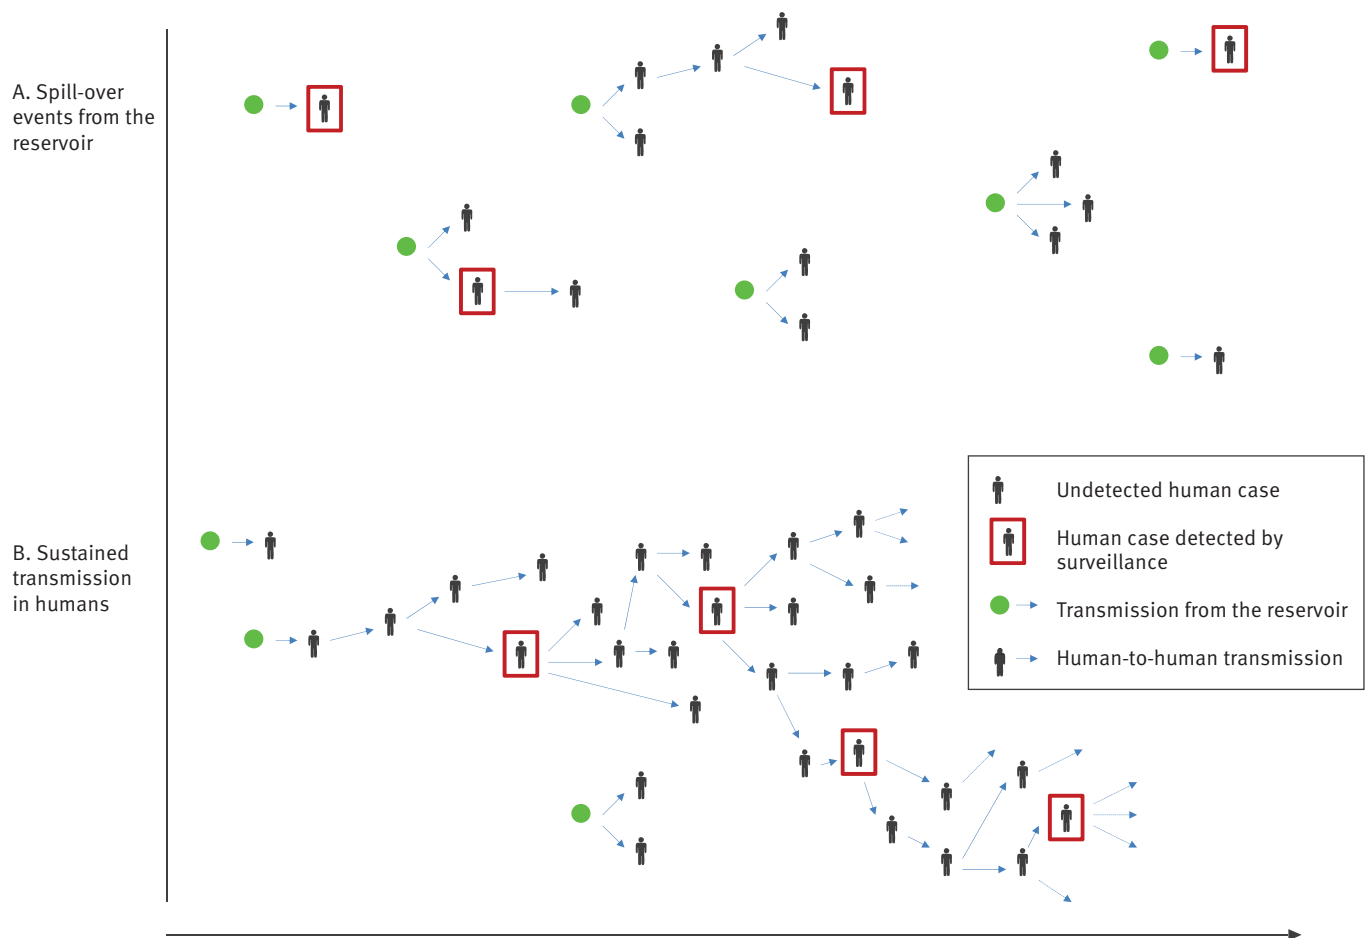 A. Spill-over
events from the
reservoir
B. Sustained
transmission
in humans
Undetected human case
Human case detected by
surveillance
Transmission from the reservoir
Human-to-human transmission